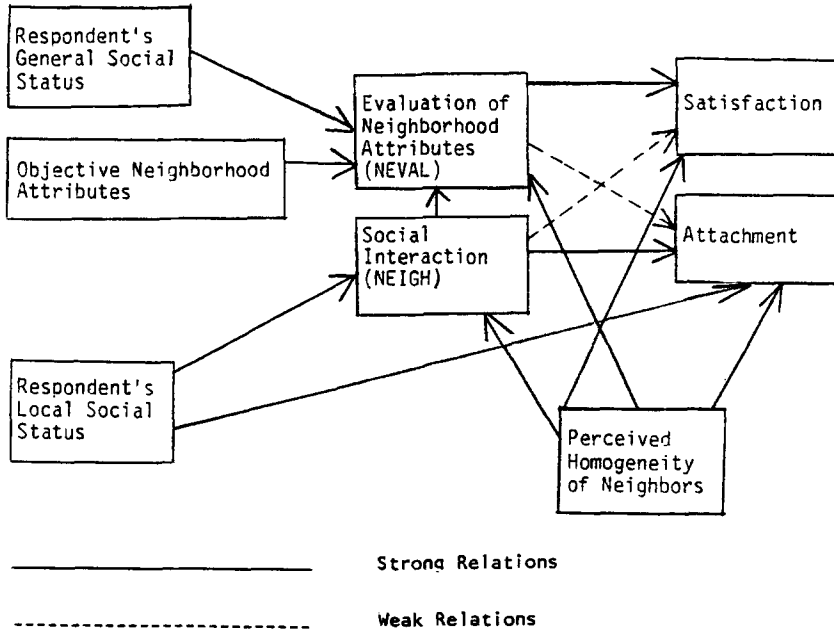 Respondent's
General Social
Status
Objective Neighborhood
Attributes
Evaluation of
Neighborhood
Attributes
(NEVAL)
Social
Interaction
(NEIGH)
Satisfaction
Attachment
Respondent's
Local Social
Status
Perceived
Homogeneity
of Neighbors
Strong Relations
Weak Relations